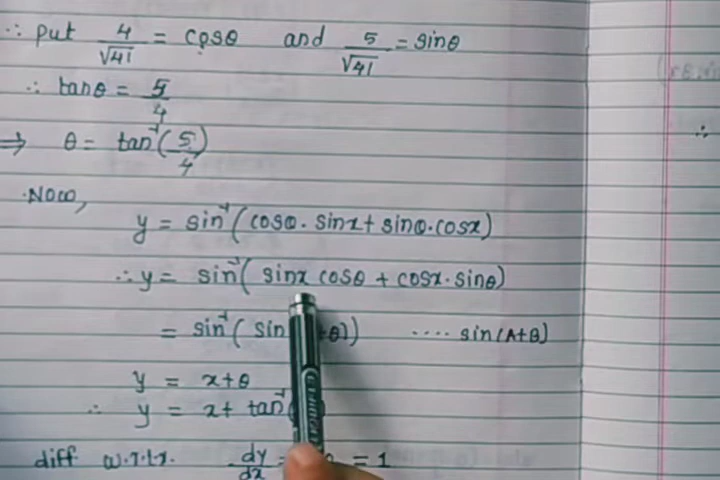 ∴ put 4/√41 = cosθ and 5/√41 = sinθ
∴ tanθ = 5/4
⇒ θ = tan⁻¹(5/4)
∴
Now,
y = sin⁻¹(cosθ. sinx + sinθ.cosx)
∴ y = sin⁻¹( sinx cosθ + cosx. sinθ)
= sin⁻¹( sin +θ)) .... sin(A+B)
y = x+θ
∴ y = x+ tan⁻¹
diff w.r.t.x. dy/dx = = 1